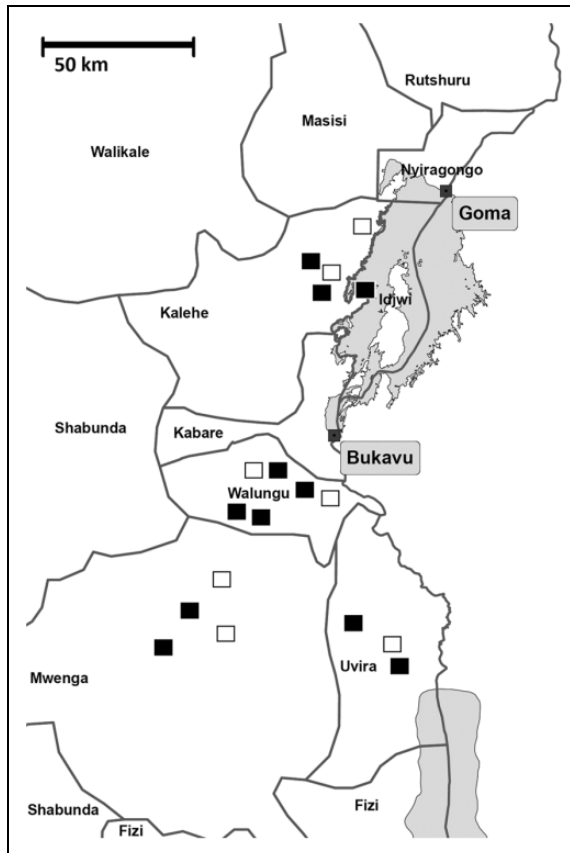 50 km
Rutshuru
Masisi
Walikale
Nyiragongo
Goma
Idjwi
Kalehe
Shabunda
Kabare
Bukavu
Walungu
Uvira
Mwenga
Shabunda
Fizi
Fizi